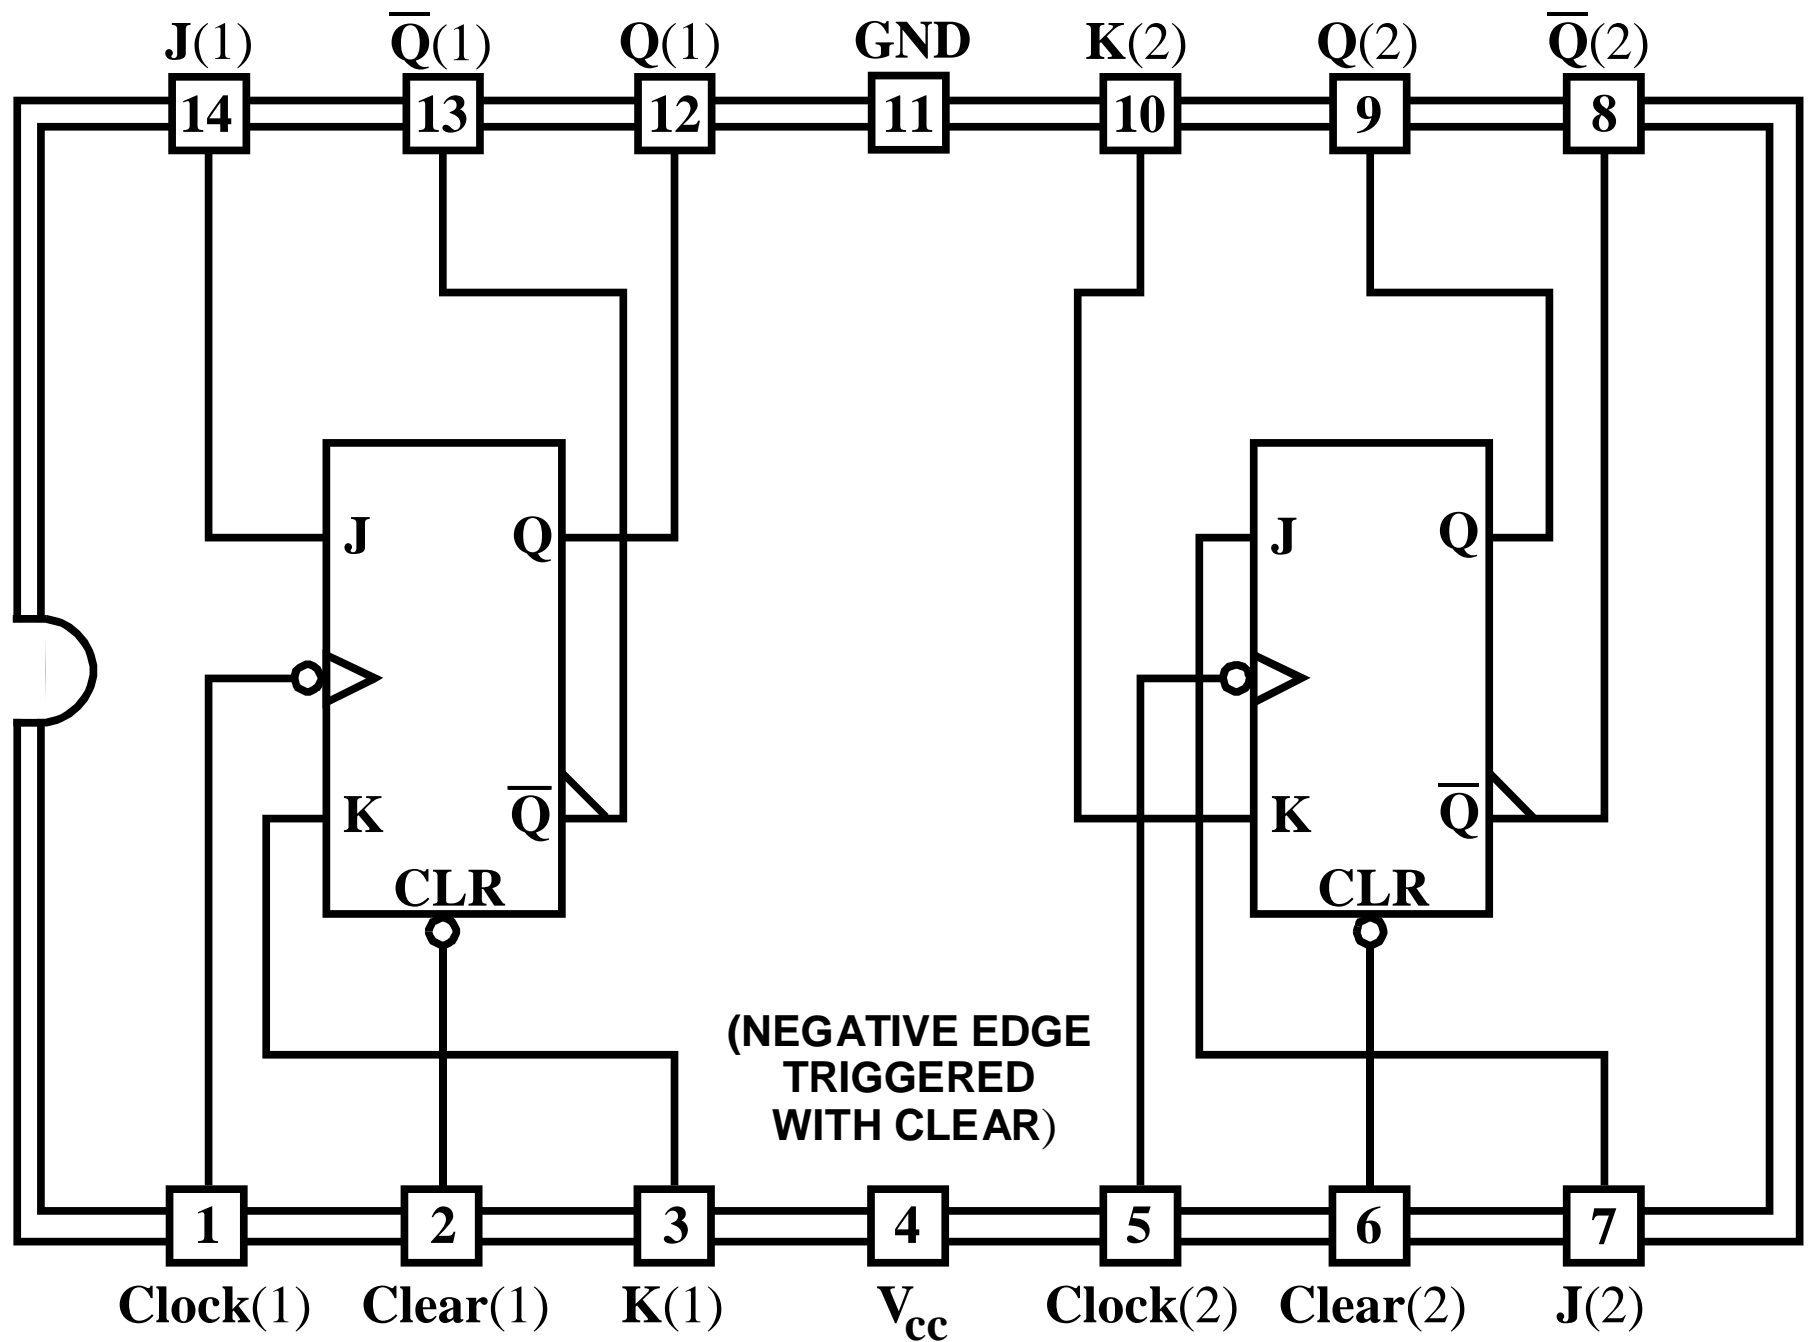 J(1) Q̅(1) Q(1) GND K(2) Q(2) Q̅(2)
14 13 12 11 10 9 8
J Q J Q
K Q̅ K Q̅
CLR CLR
(NEGATIVE EDGE
TRIGGERED
WITH CLEAR)
1 2 3 4 5 6 7
Clock(1) Clear(1) K(1) Vcc Clock(2) Clear(2) J(2)